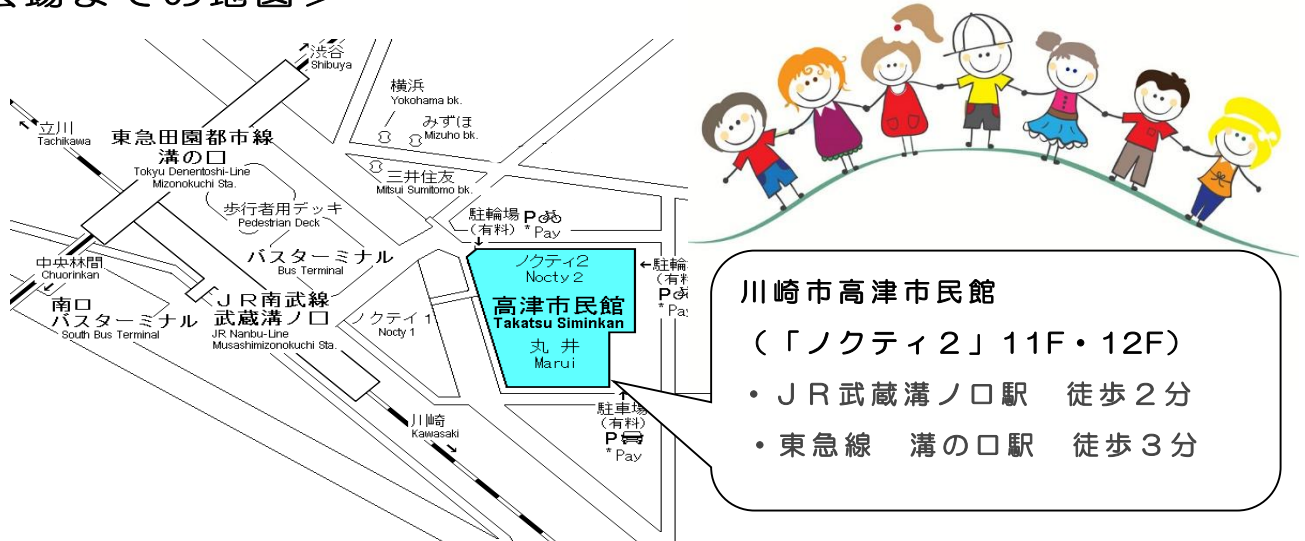 会場までの地図＞
渋谷
Shibuya
横浜
Yokohama bk.
みずほ
Mizuho bk.
立川
Tachikawa
東急田園都市線
溝の口
Tokyu Denentoshi-Line
Mizonokuchi Sta.
三井住友
Mitsui Sumitomo bk.
歩行者用デッキ
Pedestrian Deck
駐輪場 P
(有料) * Pay
バスターミナル
Bus Terminal
中央林間
Chuorinkan
ノクティ2
Nocty 2
駐輪
(有料
P
* Pay
高津市民館
Takatsu Siminkan
丸井
Marui
南口
バスターミナル
South Bus Terminal
ＪＲ南武線
武蔵溝ノ口
JR Nanbu-Line
Musashimizonokuchi Sta.
ノクティ1
Nocty 1
川崎
Kawasaki
駐車場
(有料)
P
* Pay
川崎市高津市民館
（「ノクティ２」11F・12F）
・ＪＲ武蔵溝ノ口駅　徒歩２分
・東急線　溝の口駅　徒歩３分